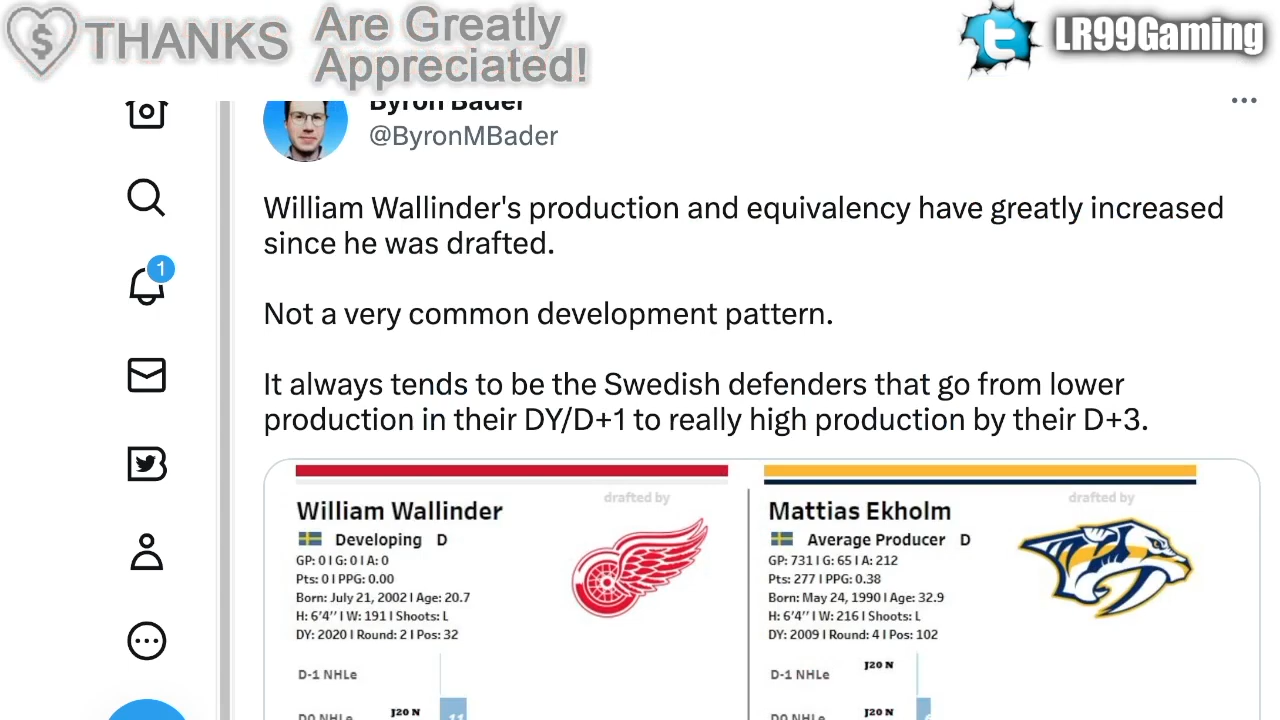 THANKS
Are Greatly
Appreciated!
LR99Gaming
Byron Bader
@ByronMBader
1
William Wallinder's production and equivalency have greatly increased
since he was drafted.
Not a very common development pattern.
It always tends to be the Swedish defenders that go from lower
production in their DY/D+1 to really high production by their D+3.
drafted by
William Wallinder
Developing D
GP: 0 I G: 0 I A: 0
Pts: 0 I PPG: 0.00
Born: July 21, 2002 I Age: 20.7
H: 6'4" I W: 191 I Shoots: L
DY: 2020 I Round: 2 I Pos: 32
D-1 NHLe
J20 N
D0 NHLe
11
drafted by
Mattias Ekholm
Average Producer D
GP: 731 I G: 65 I A: 212
Pts: 277 I PPG: 0.38
Born: May 24, 1990 I Age: 32.9
H: 6'4" I W: 216 I Shoots: L
DY: 2009 I Round: 4 I Pos: 102
J20 N
D-1 NHLe
J20 N
D0 NHLe